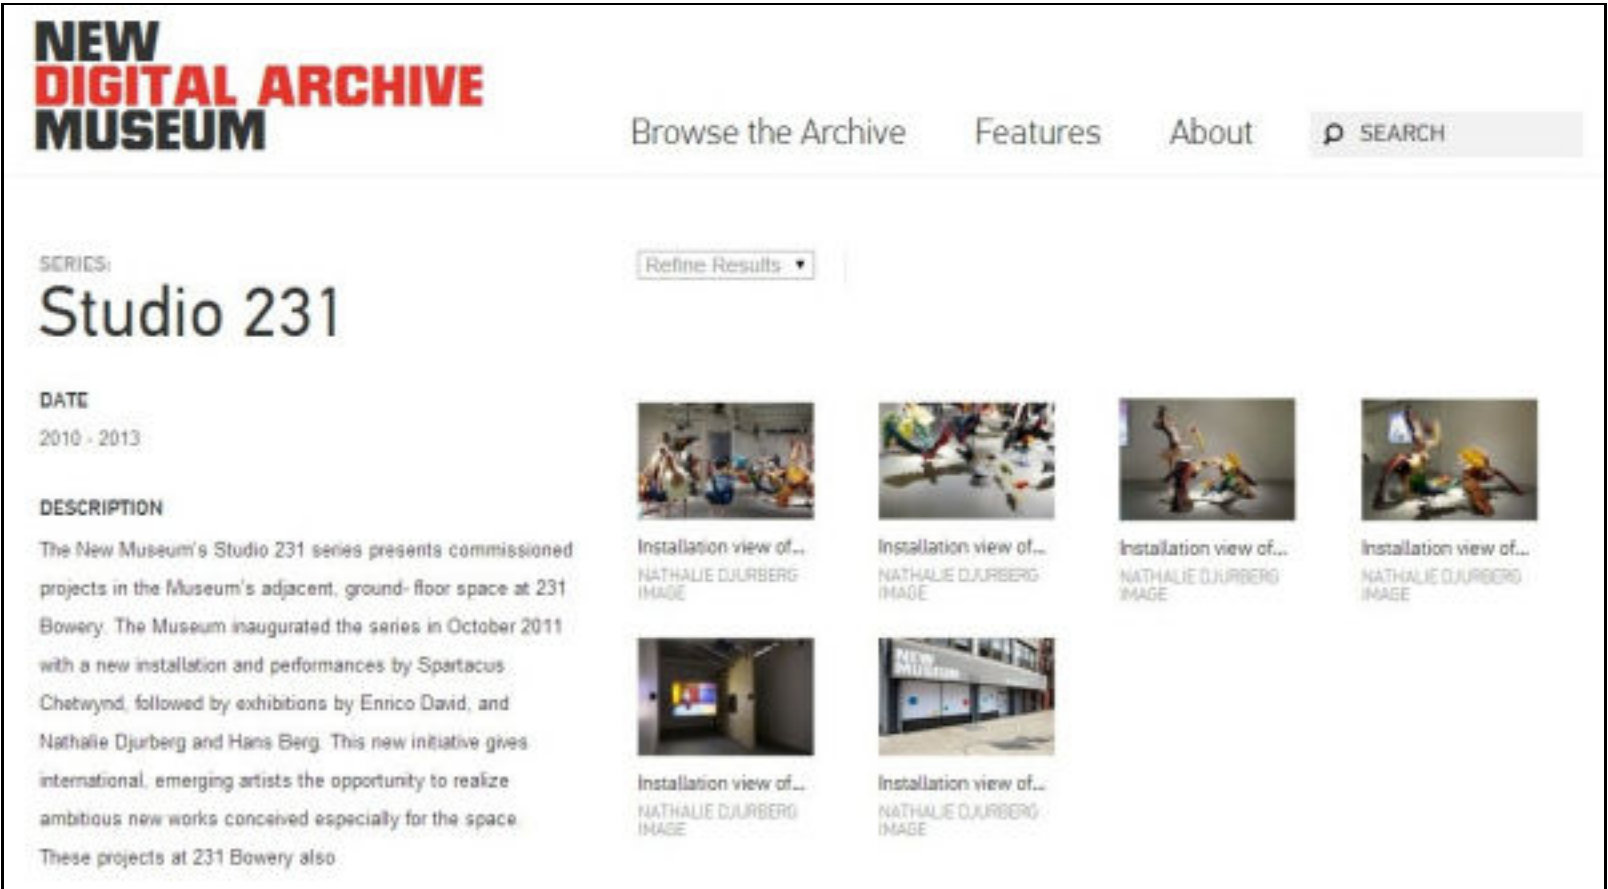 NEW
DIGITAL ARCHIVE
MUSEUM
Browse the Archive Features About SEARCH
SERIES:
Studio 231
Refine Results
DATE
2010 - 2013
DESCRIPTION
The New Museum's Studio 231 series presents commissioned
projects in the Museum's adjacent, ground- floor space at 231
Bowery. The Museum inaugurated the series in October 2011
with a new installation and performances by Spartacus
Chetwynd, followed by exhibitions by Enrico David, and
Nathalie Djurberg and Hans Berg. This new initiative gives
international, emerging artists the opportunity to realize
ambitious new works conceived especially for the space.
These projects at 231 Bowery also
Installation view of...
NATHALIE DJURBERG
IMAGE
Installation view of...
NATHALIE DJURBERG
IMAGE
Installation view of...
NATHALIE DJURBERG
IMAGE
Installation view of...
NATHALIE DJURBERG
IMAGE
Installation view of...
NATHALIE DJURBERG
IMAGE
NEW
MUSEUM
Installation view of...
NATHALIE DJURBERG
IMAGE